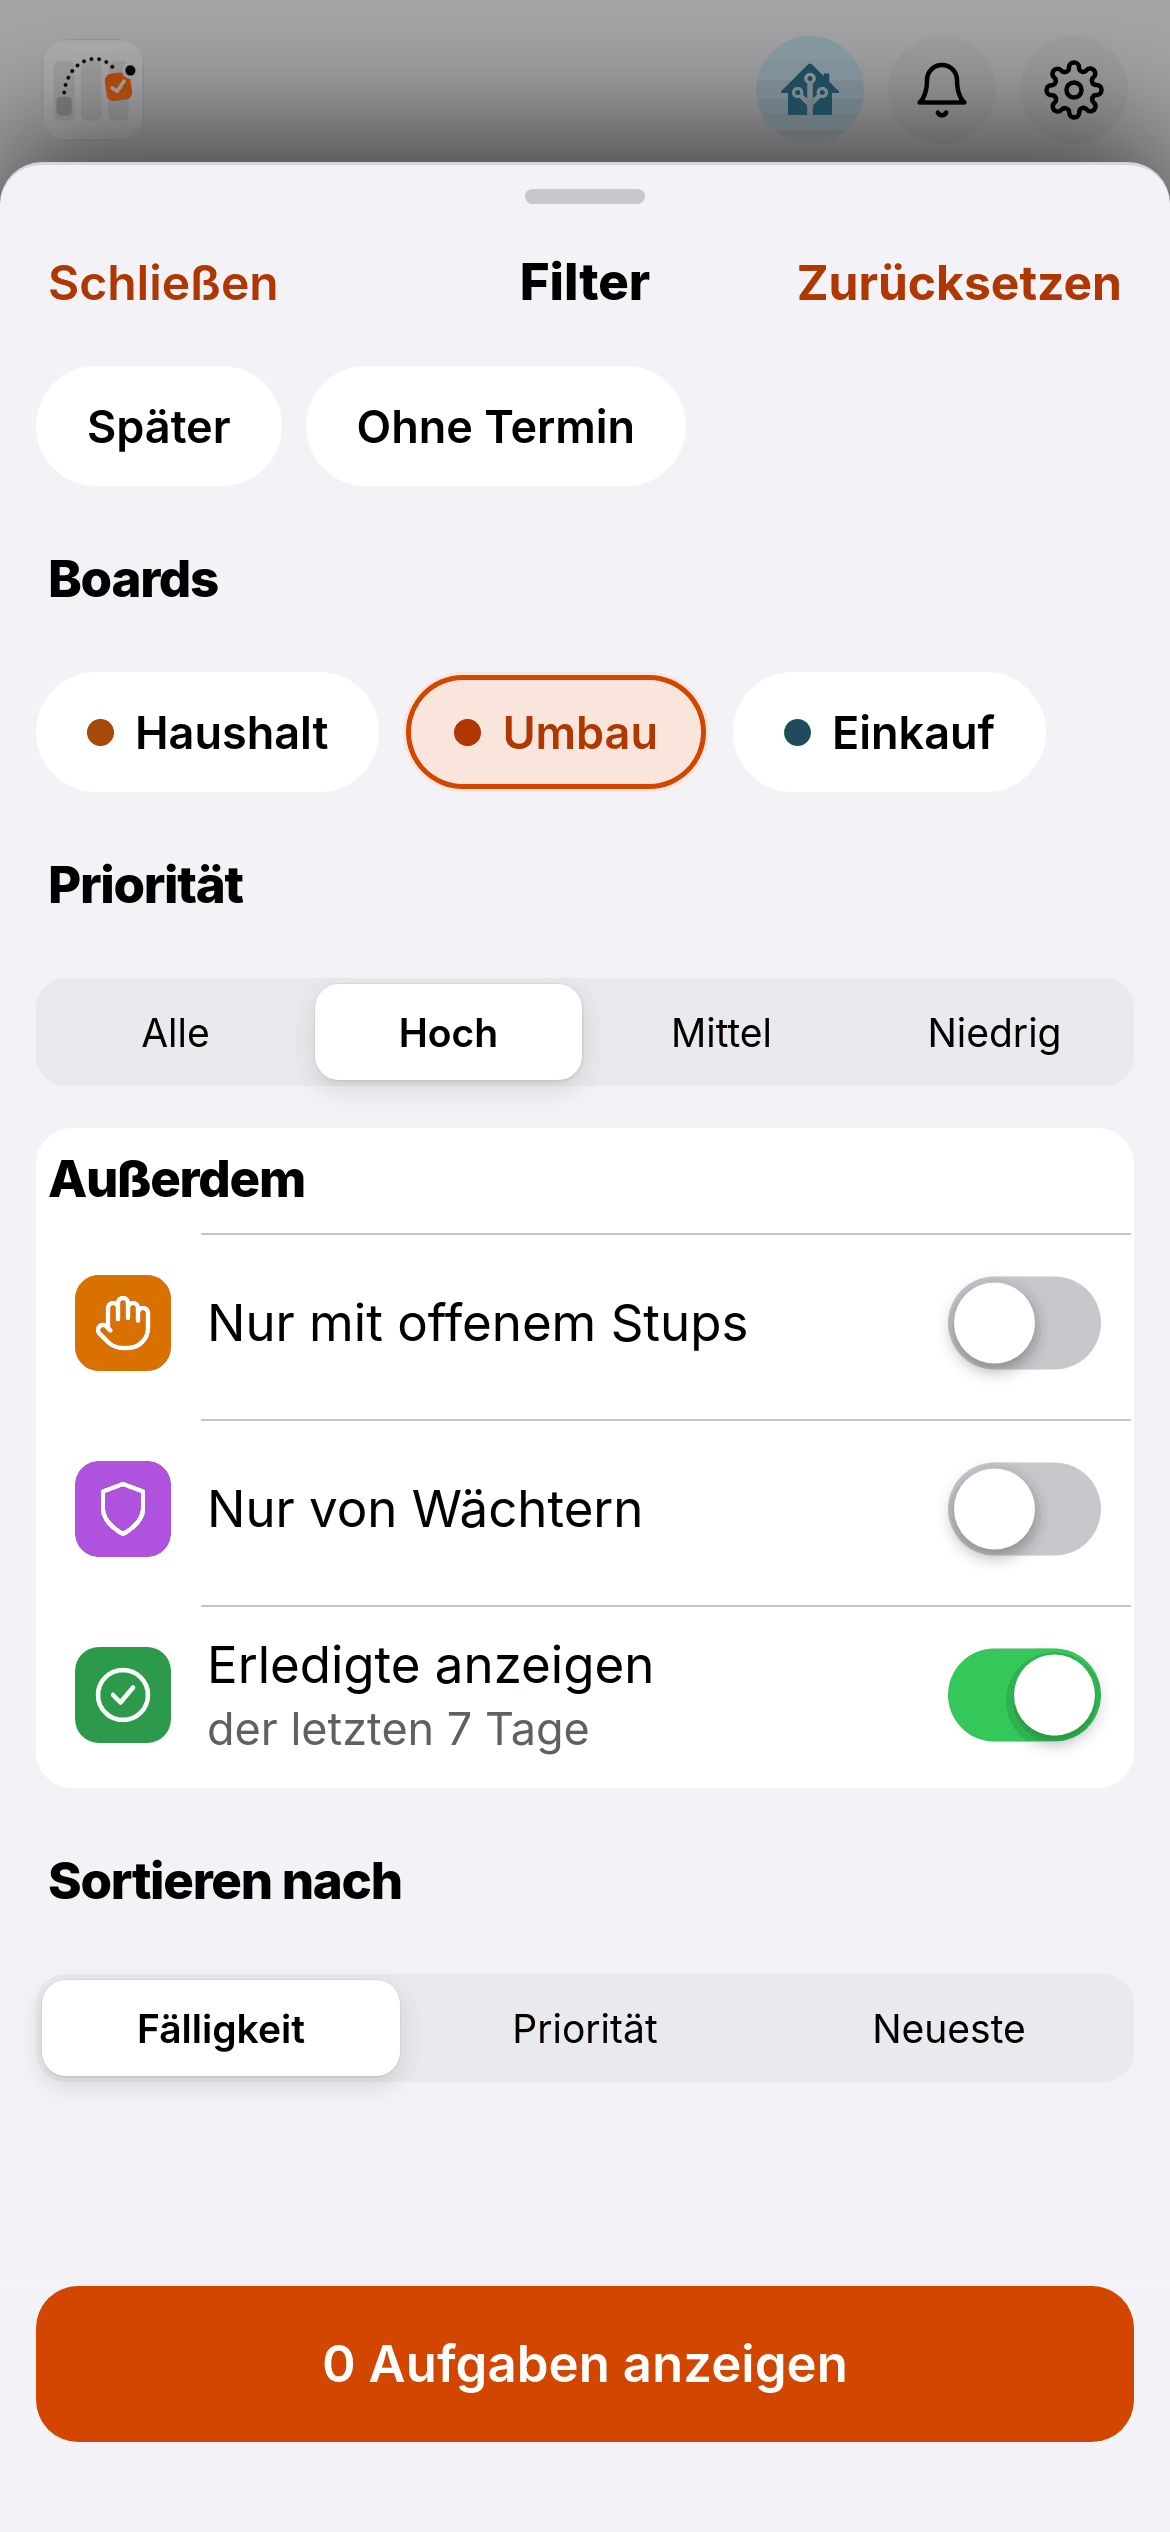 Schließen
Filter
Zurücksetzen
Später
Ohne Termin
Boards
Haushalt
Umbau
Einkauf
Priorität
Alle
Hoch
Mittel
Niedrig
Außerdem
Nur mit offenem Stups
Nur von Wächtern
Erledigte anzeigen
der letzten 7 Tage
Sortieren nach
Fälligkeit
Priorität
Neueste
0 Aufgaben anzeigen